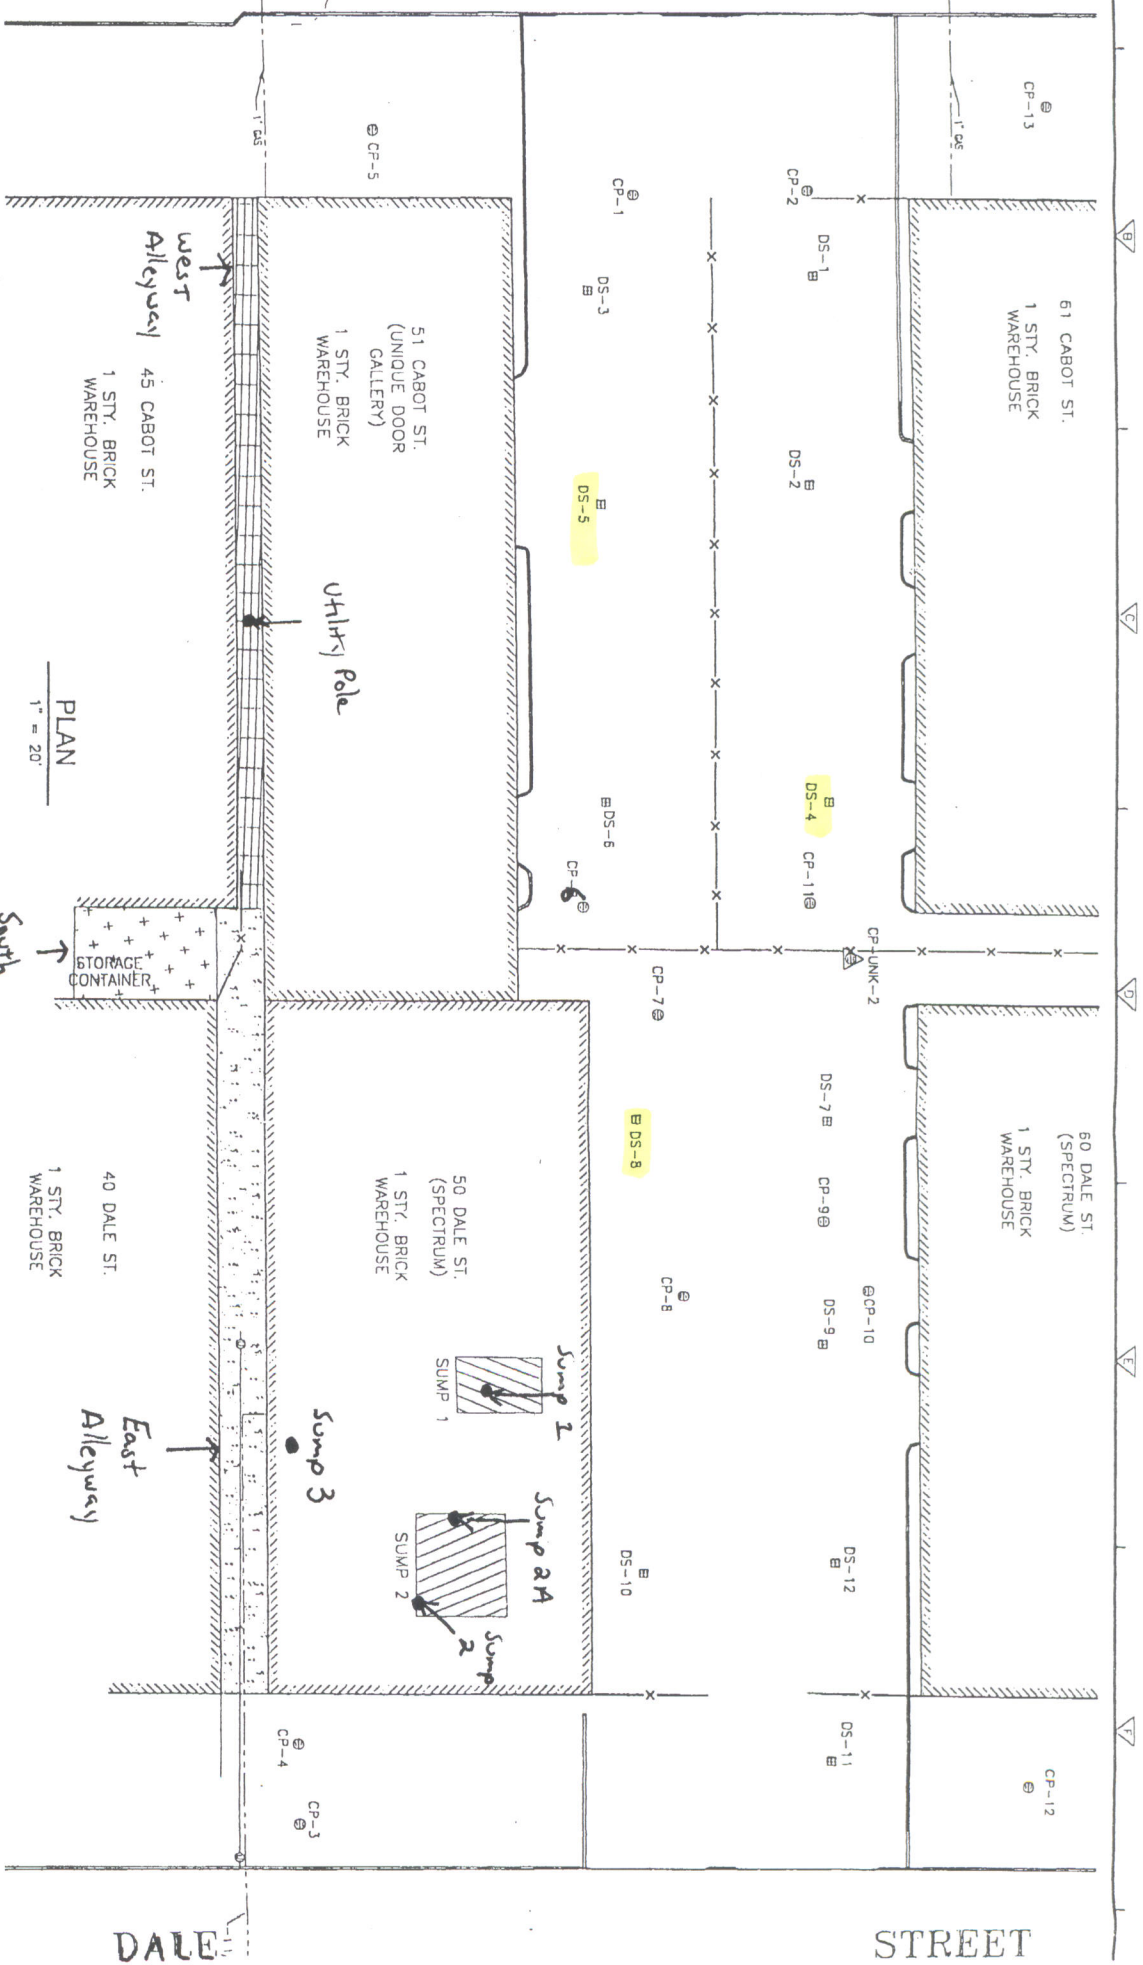 CP-13
1" GAS
1" GAS
CP-5
CP-1
CP-2
B
DS-1
DS-3
61 CABOT ST.
1 STY. BRICK
WAREHOUSE
51 CABOT ST.
(UNIQUE DOOR
GALLERY)
1 STY. BRICK
WAREHOUSE
West
Alleyway
45 CABOT ST.
1 STY. BRICK
WAREHOUSE
DS-2
DS-5
C
Utility Pole
PLAN
1" = 20'
DS-4
DS-6
CP-11
CP-6
CP-UNK-2
South
STORAGE
CONTAINER
CP-7
D
DS-7
DS-8
CP-9
60 DALE ST.
(SPECTRUM)
1 STY. BRICK
WAREHOUSE
50 DALE ST.
(SPECTRUM)
1 STY. BRICK
WAREHOUSE
40 DALE ST.
1 STY. BRICK
WAREHOUSE
CP-8
CP-10
DS-9
E
Sump 1
SUMP 1
Sump 3
East
Alleyway
Sump 2A
SUMP 2
Sump
2
DS-10
DS-12
DS-11
F
CP-12
CP-4
CP-3
DALE STREET